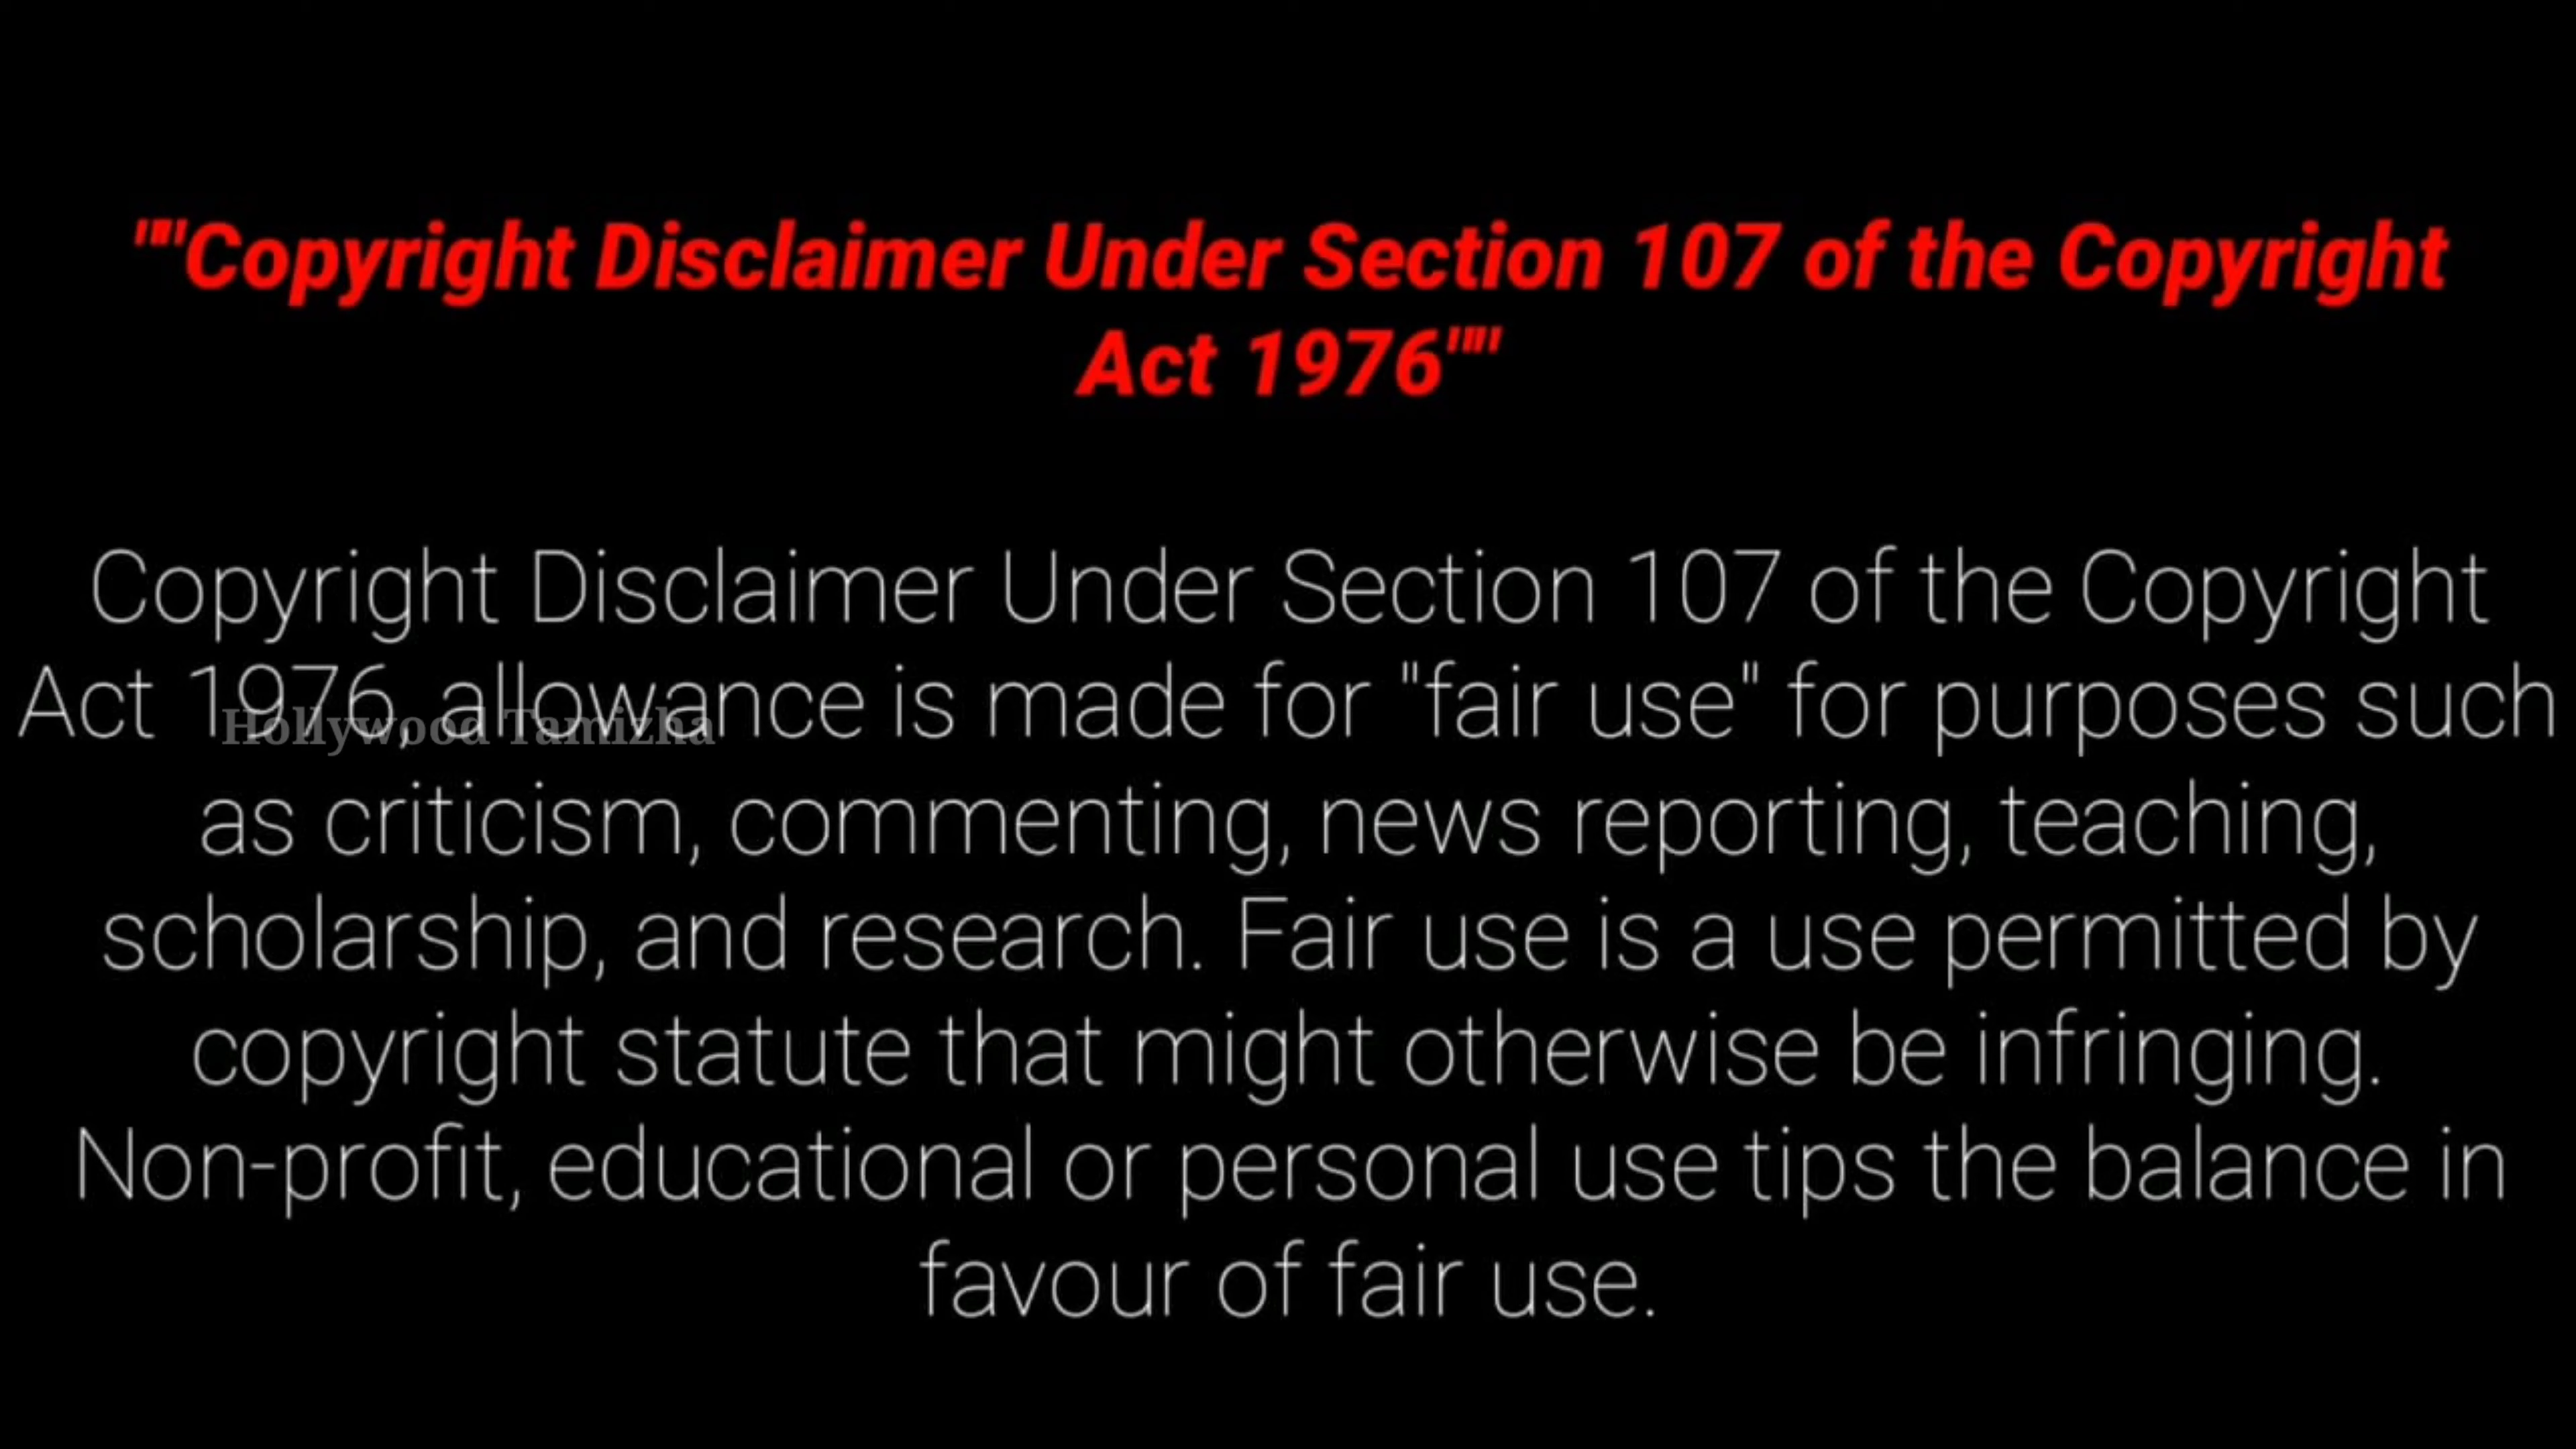 ""Copyright Disclaimer Under Section 107 of the Copyright
Act 1976""
Copyright Disclaimer Under Section 107 of the Copyright
Act 1976, allowance is made for "fair use" for purposes such
Hollywood Tamizha
as criticism, commenting, news reporting, teaching,
scholarship, and research. Fair use is a use permitted by
copyright statute that might otherwise be infringing.
Non-profit, educational or personal use tips the balance in
favour of fair use.